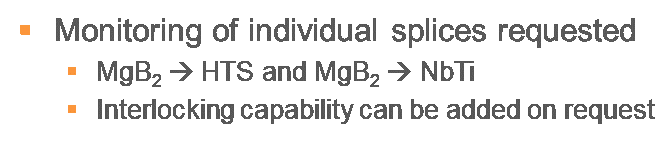 ▪ Monitoring of individual splices requested
▪ MgB₂ → HTS and MgB₂ → NbTi
▪ Interlocking capability can be added on request